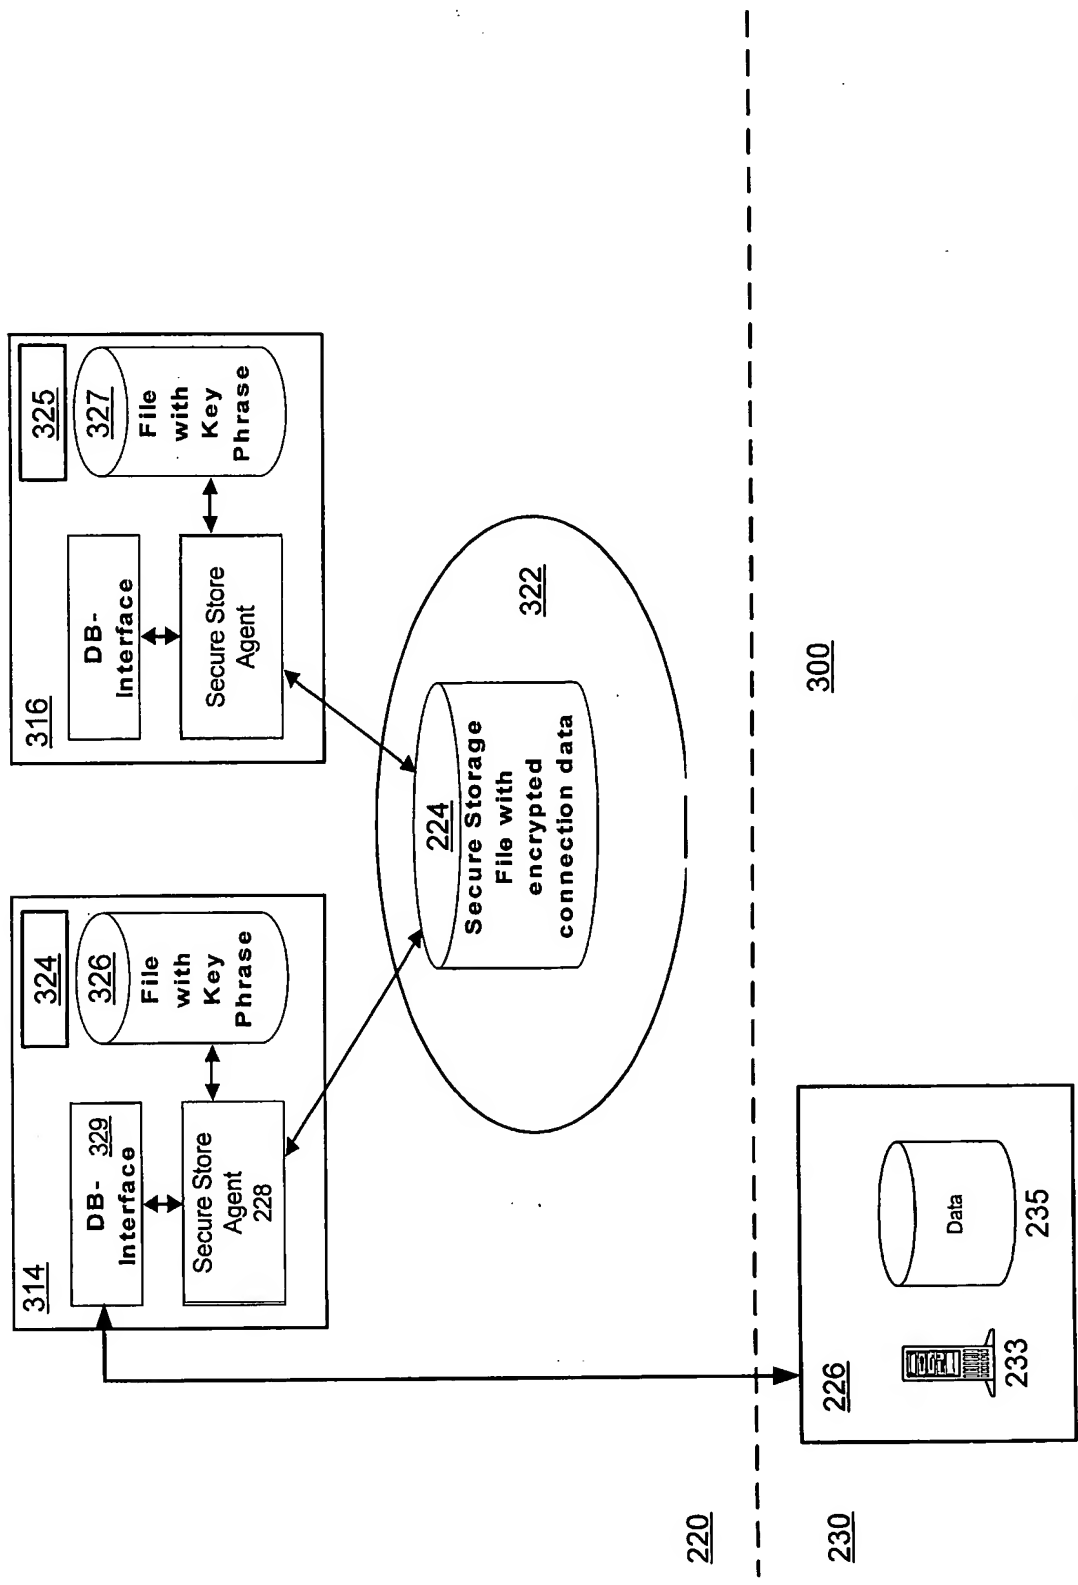 314
DB-
329
Interface
Secure Store
Agent
228
324
326
File
with
Key
Phrase
316
DB-
Interface
Secure Store
Agent
325
327
File
with
Key
Phrase
224
Secure Storage
File with
encrypted
connection data
322
220
230
300
226
233
Data
235